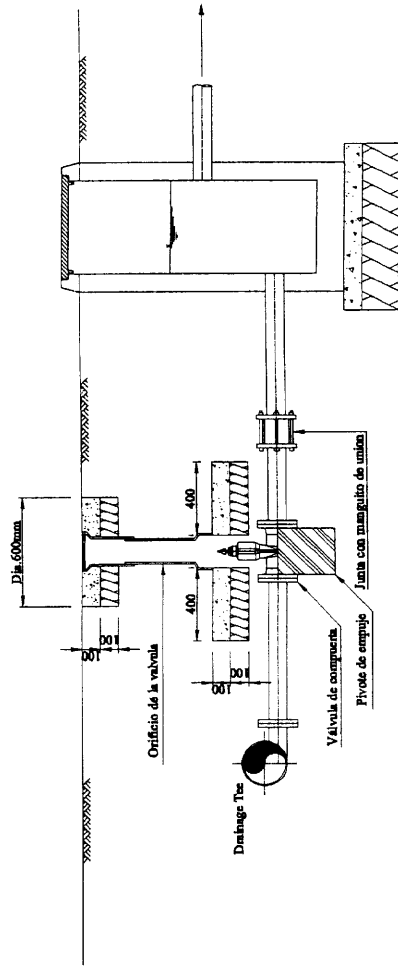 Dja.600mm
100
100
Orificio de la valvula
400
400
100
100
Drainage Tee
Válvula de compuerta
Pivote de empuje
Junta con manguito de union